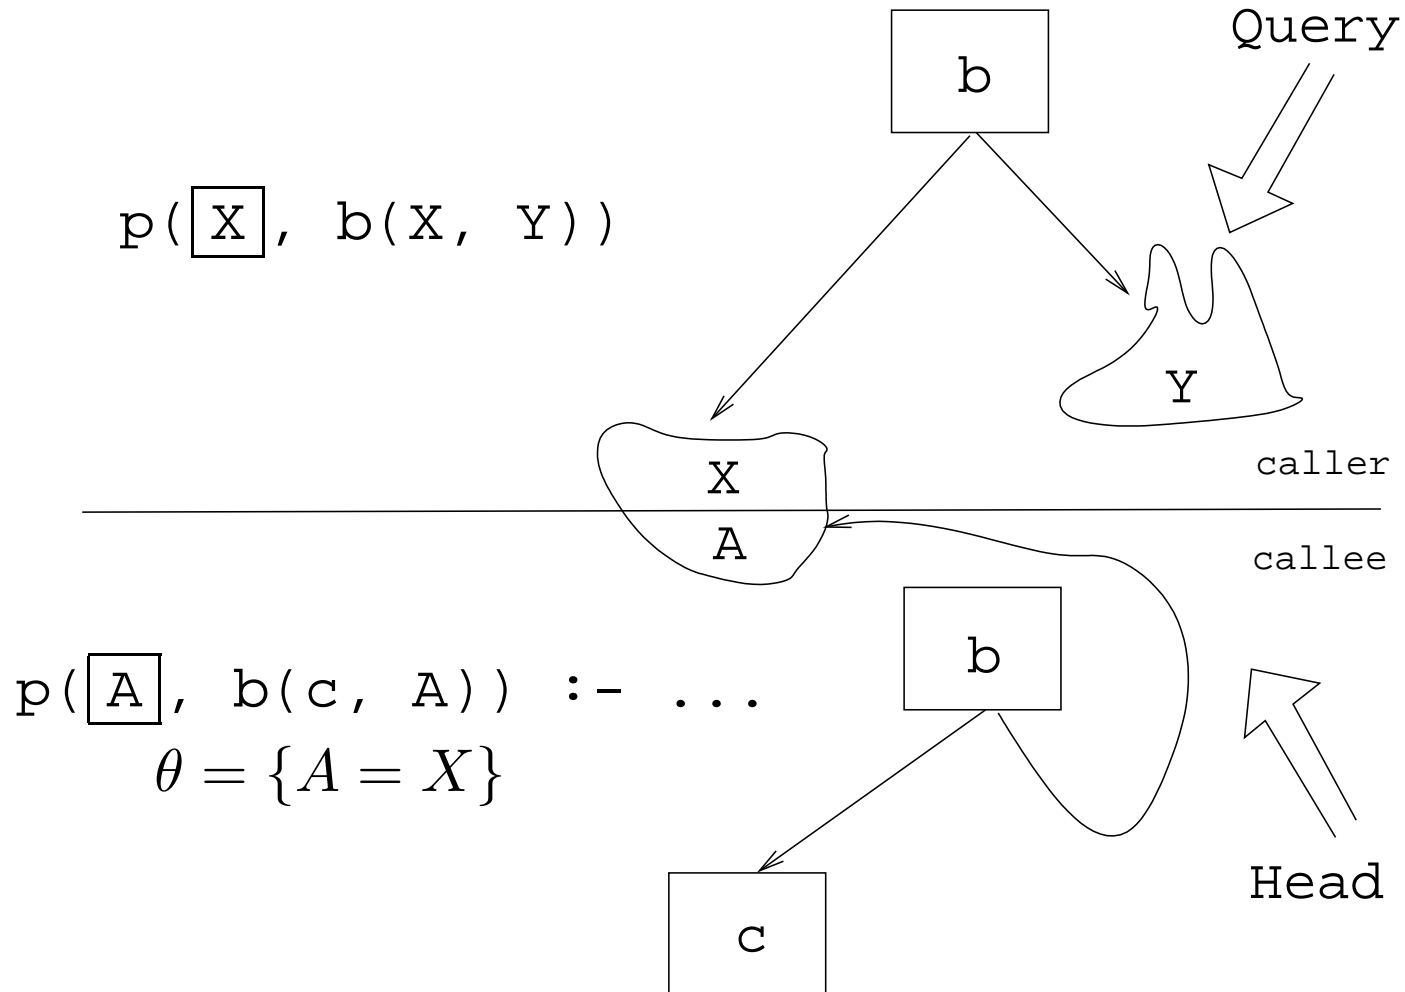 b
Query
p(X, b(X, Y))
Y
caller
X
A
callee
b
p(A, b(c, A)) :- ...
θ = {A = X}
Head
c